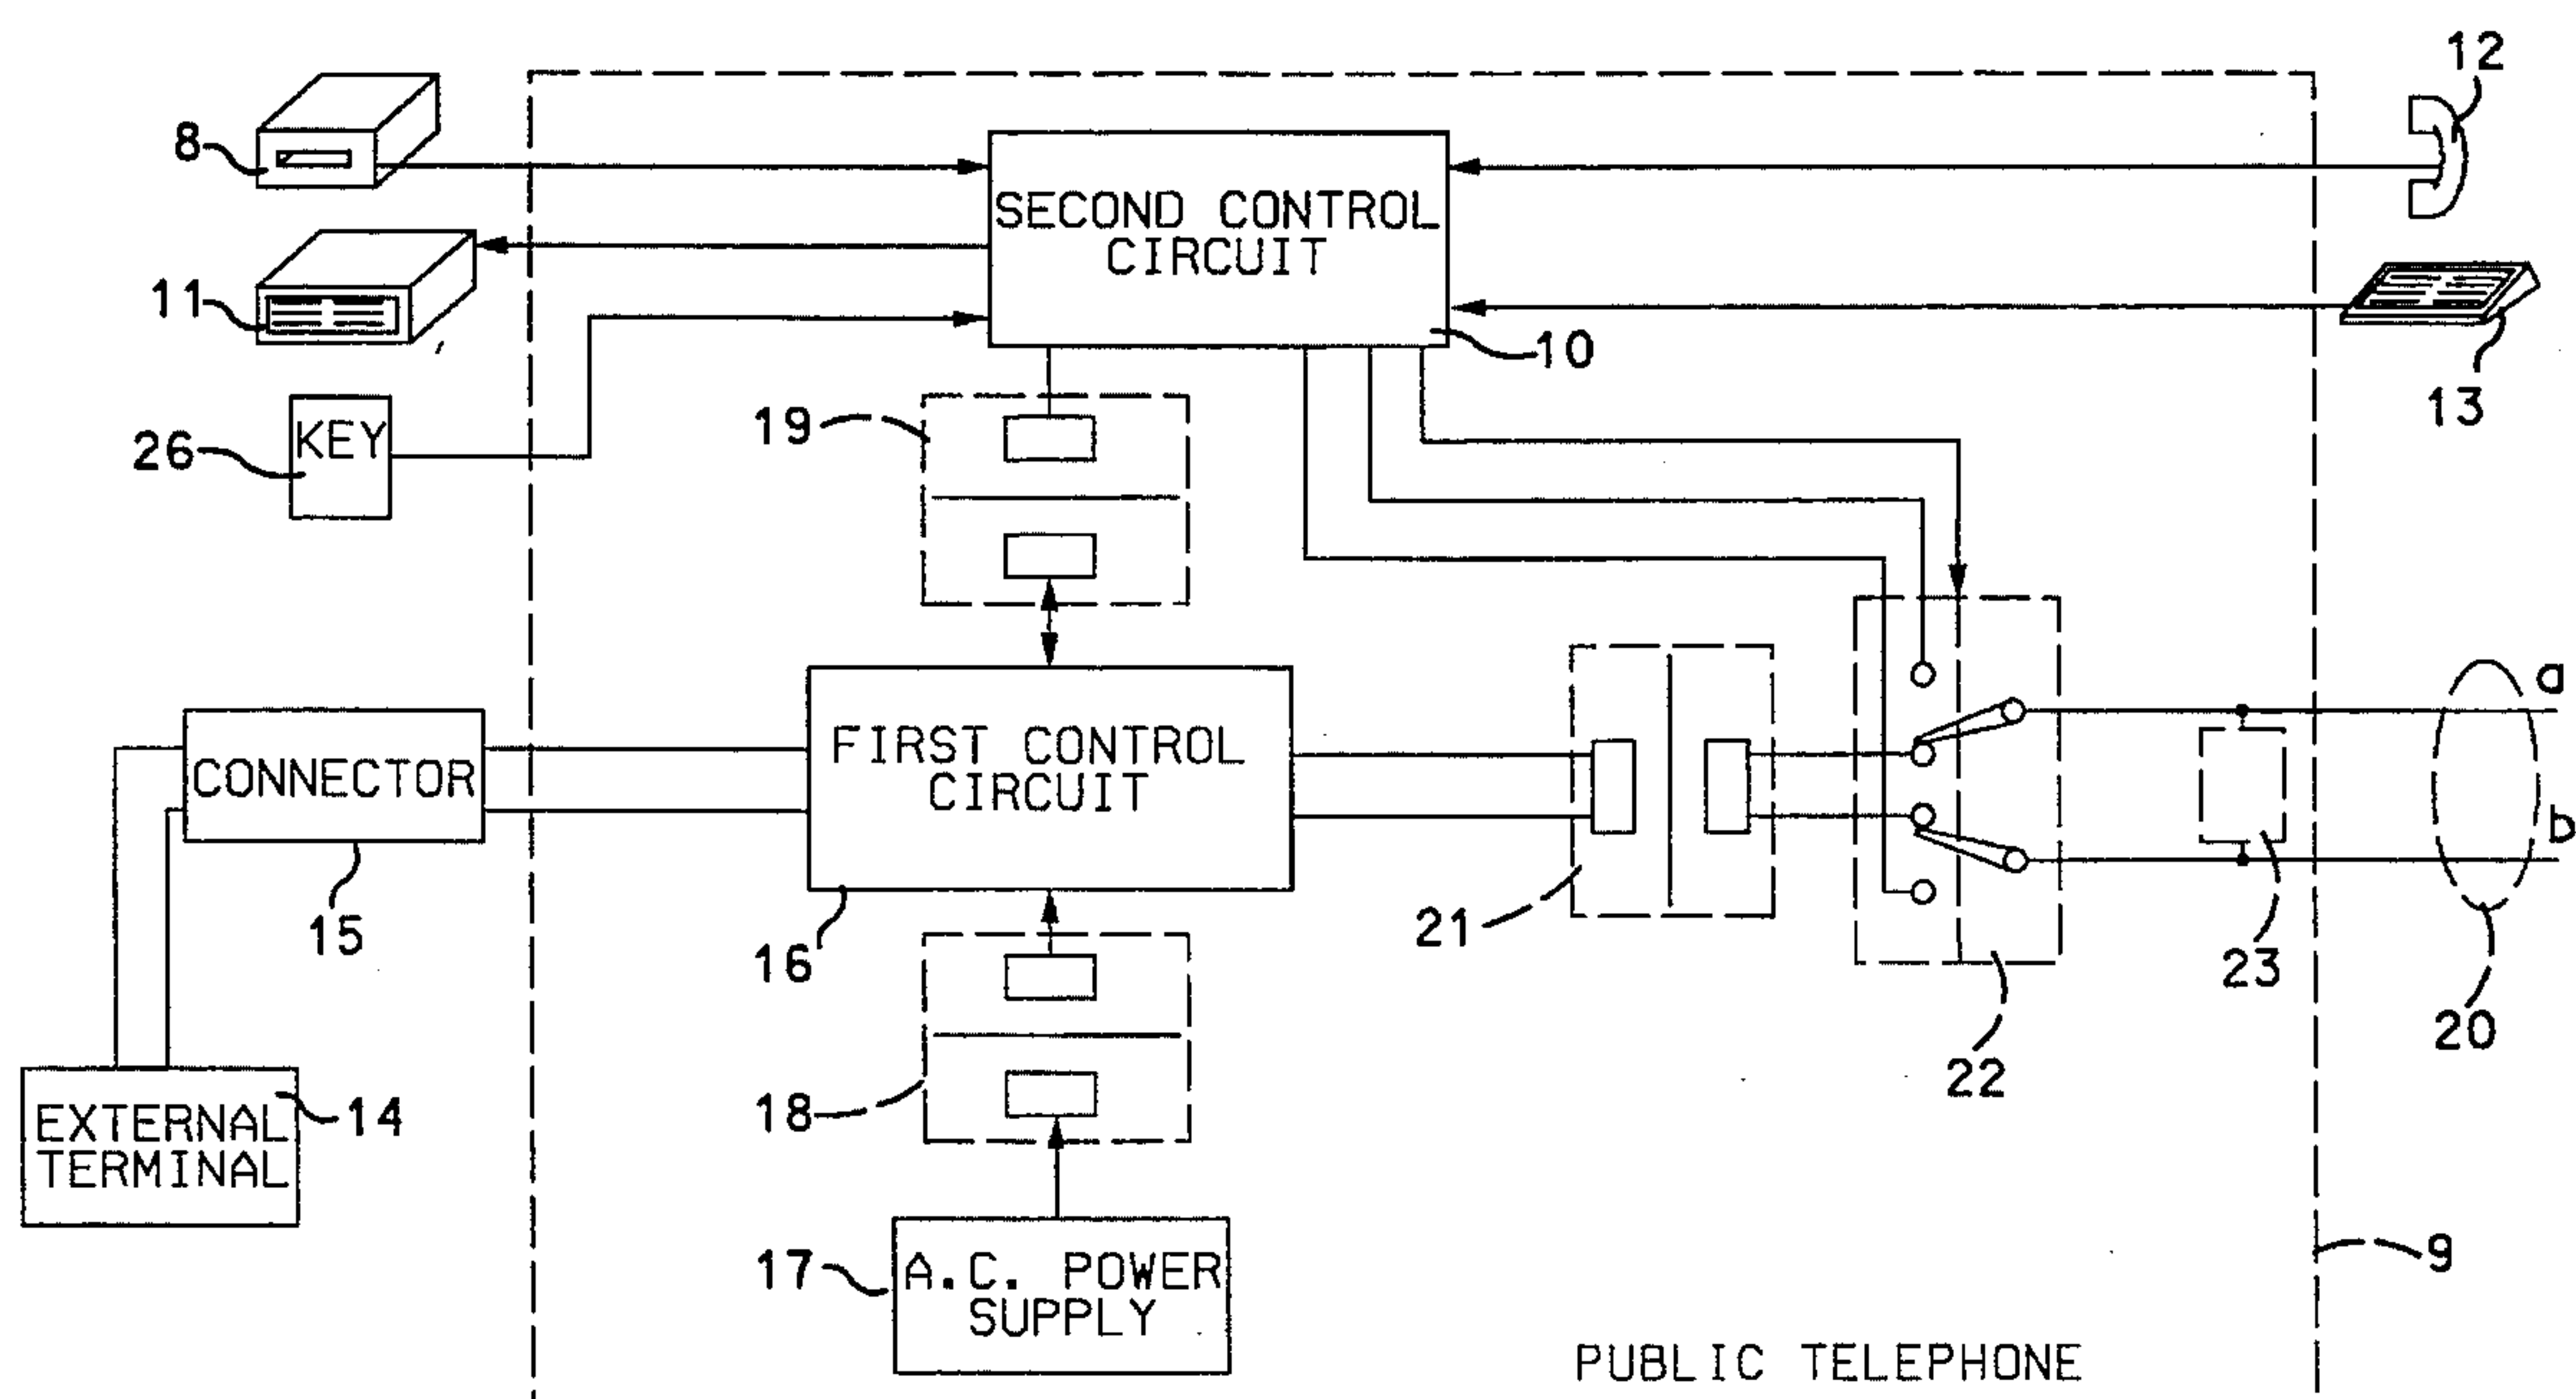 12
8
SECOND CONTROL
CIRCUIT
11
10
13
KEY
26
19
a
FIRST CONTROL
CIRCUIT
CONNECTOR
b
21
15
16
23
22
20
18
EXTERNAL
TERMINAL
14
17
A.C. POWER
SUPPLY
9
PUBLIC TELEPHONE